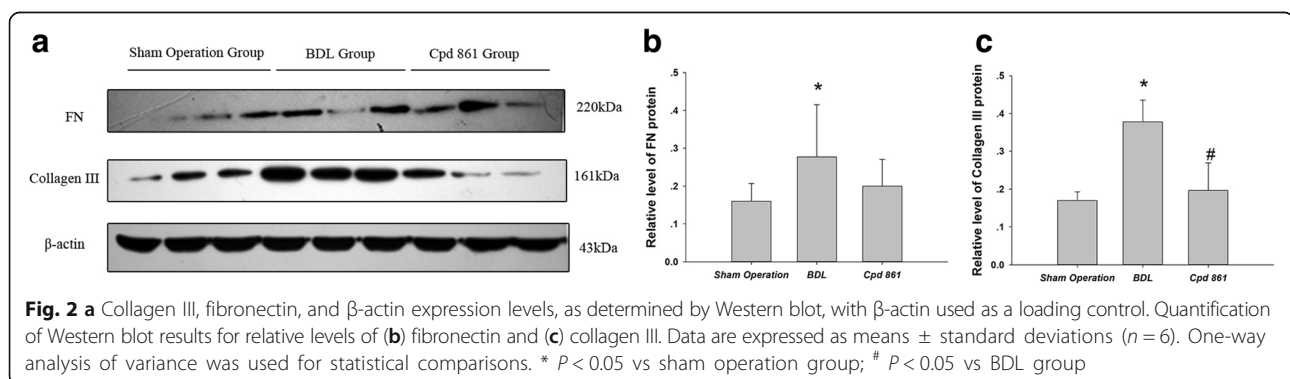 a
Sham Operation Group BDL Group Cpd 861 Group
FN 220kDa
Collagen III 161kDa
β-actin 43kDa
b
Relative level of FN protein
.5
.4
.3
.2
.1
0.0
*
Sham Operation BDL Cpd 861
c
Relative level of Collagen III protein
.5
.4
.3
.2
.1
0.0
*
#
Sham Operation BDL Cpd 861
Fig. 2 a Collagen III, fibronectin, and β-actin expression levels, as determined by Western blot, with β-actin used as a loading control. Quantification
of Western blot results for relative levels of (b) fibronectin and (c) collagen III. Data are expressed as means ± standard deviations (n = 6). One-way
analysis of variance was used for statistical comparisons. * P < 0.05 vs sham operation group; # P < 0.05 vs BDL group